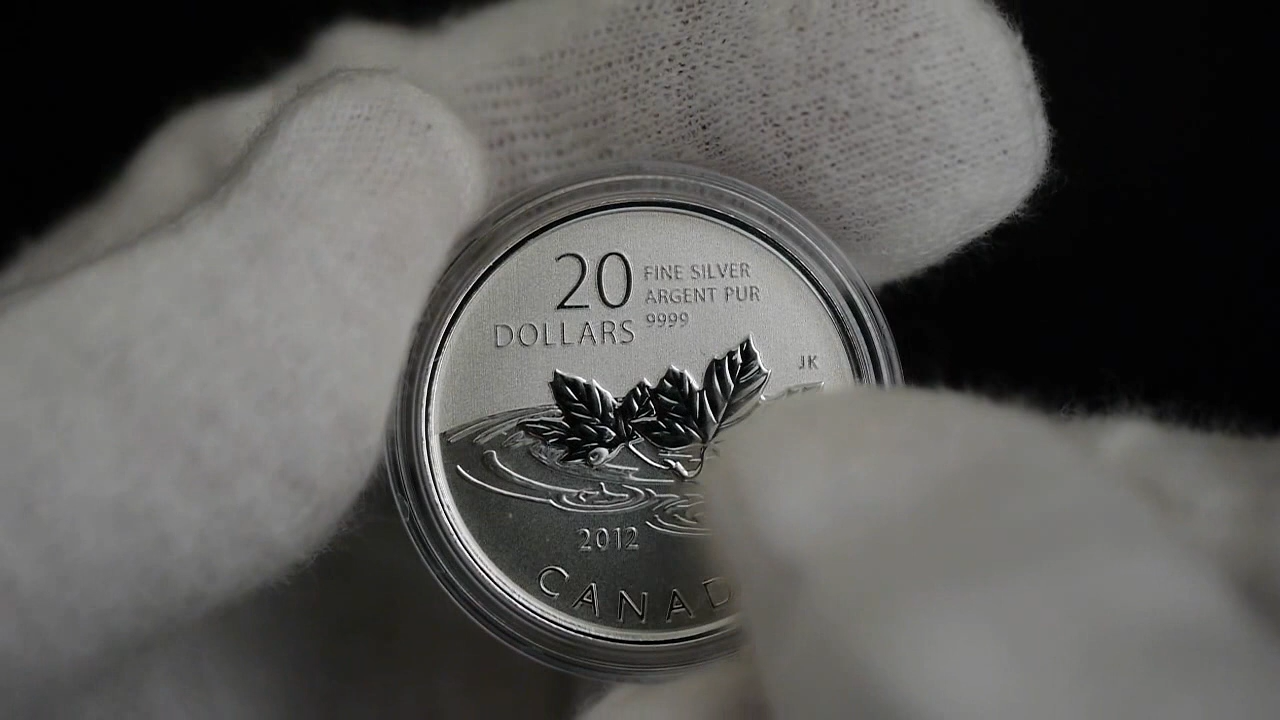 20
DOLLARS
FINE SILVER
ARGENT PUR
9999
JK
2012
CANAD